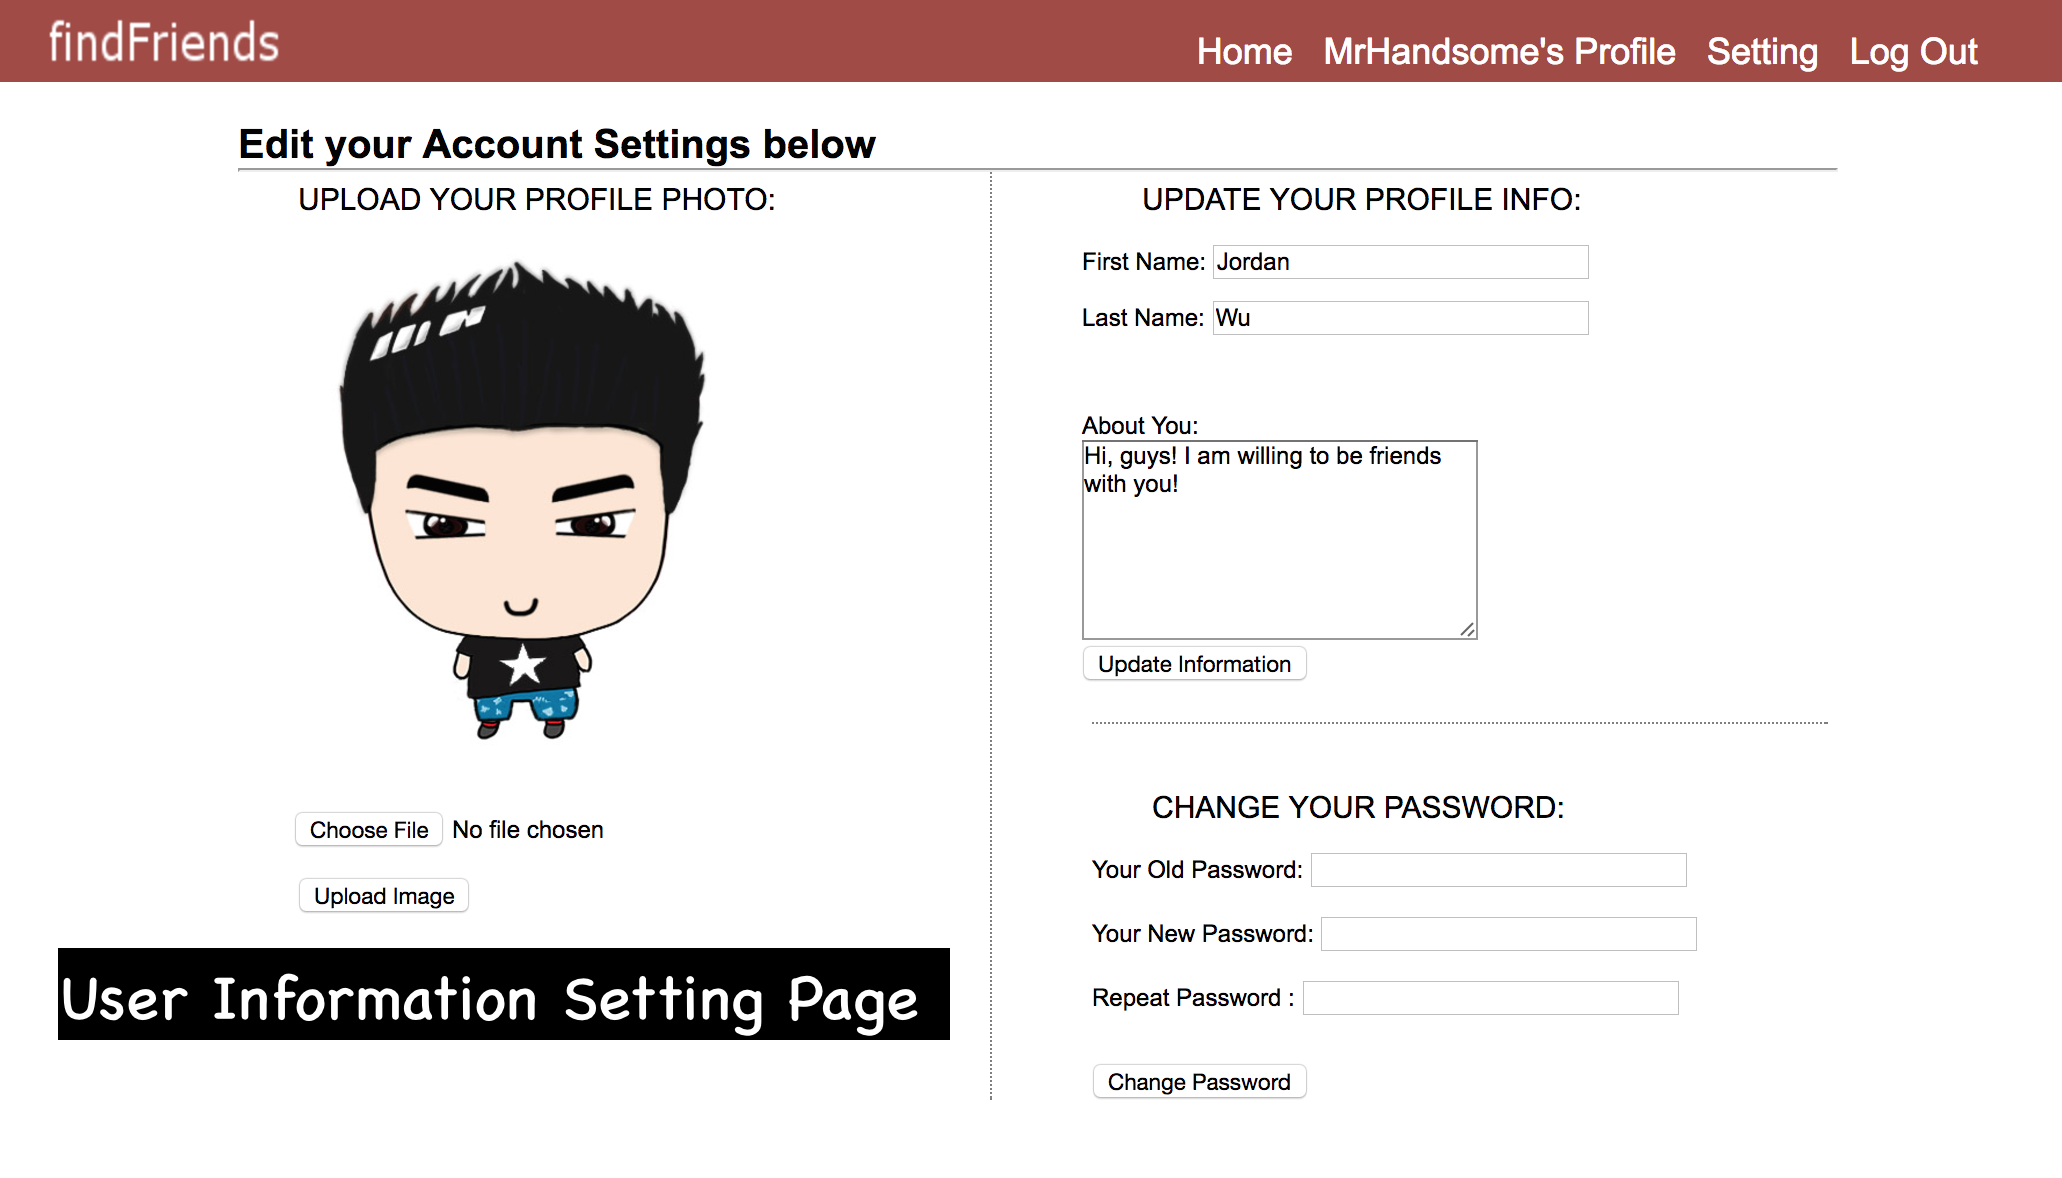 findFriends
Home MrHandsome's Profile Setting Log Out
Edit your Account Settings below
UPLOAD YOUR PROFILE PHOTO:
Choose File No file chosen
Upload Image
User Information Setting Page
UPDATE YOUR PROFILE INFO:
First Name: Jordan
Last Name: Wu
About You:
Hi, guys! I am willing to be friends
with you!
Update Information
CHANGE YOUR PASSWORD:
Your Old Password:
Your New Password:
Repeat Password :
Change Password